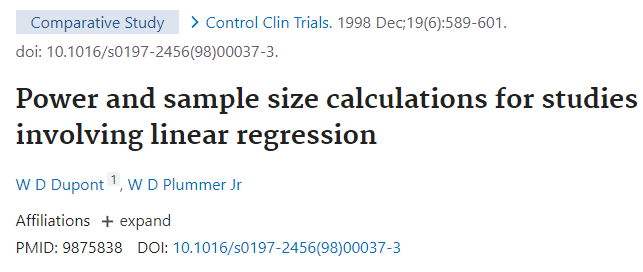 Comparative Study > Control Clin Trials. 1998 Dec;19(6):589-601.
doi: 10.1016/s0197-2456(98)00037-3.
Power and sample size calculations for studies
involving linear regression
W D Dupont 1, W D Plummer Jr
Affiliations + expand
PMID: 9875838 DOI: 10.1016/s0197-2456(98)00037-3